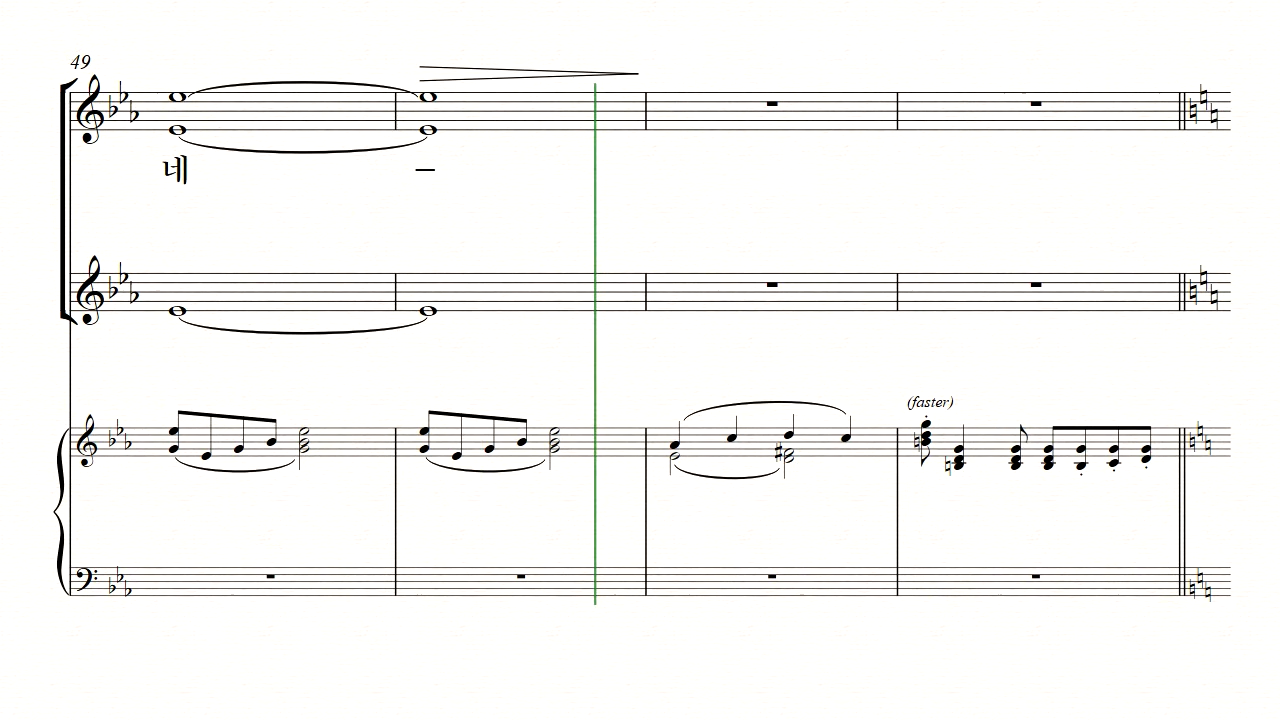 49
네 –
(faster)